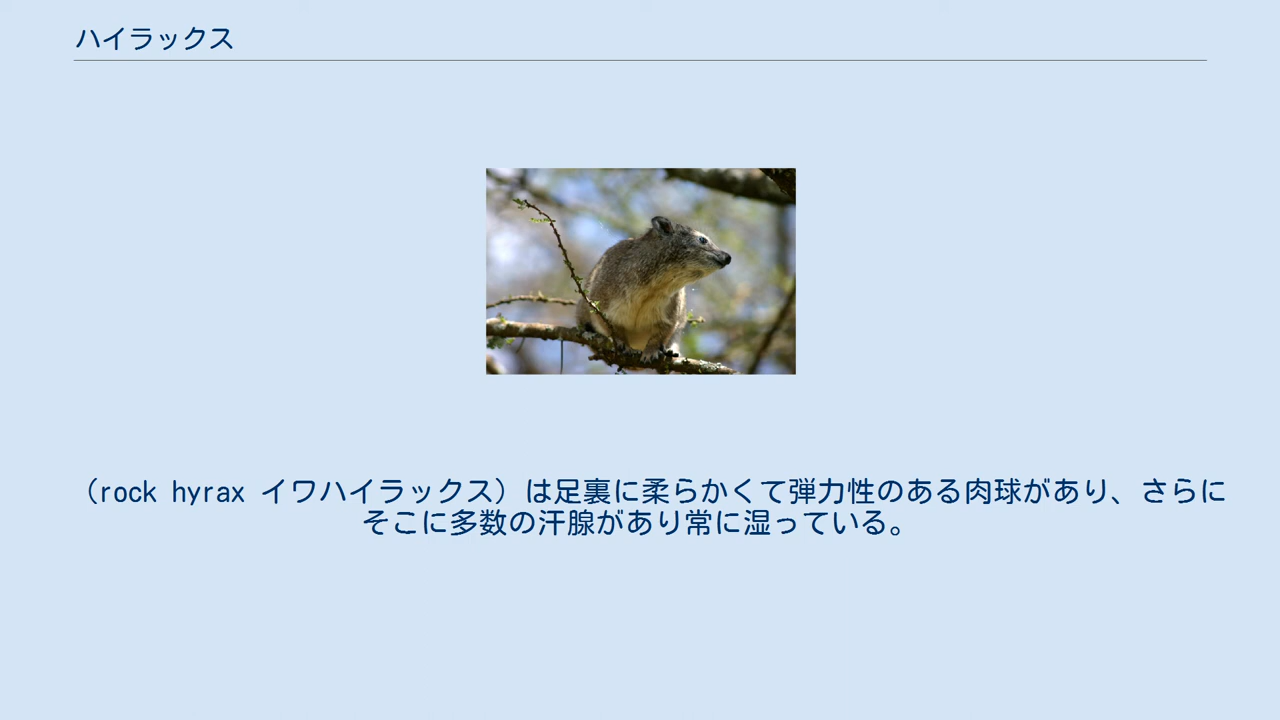 ハイラックス
（rock hyrax イワハイラックス）は足裏に柔らかくて弾力性のある肉球があり、さらに
そこに多数の汗腺があり常に湿っている。